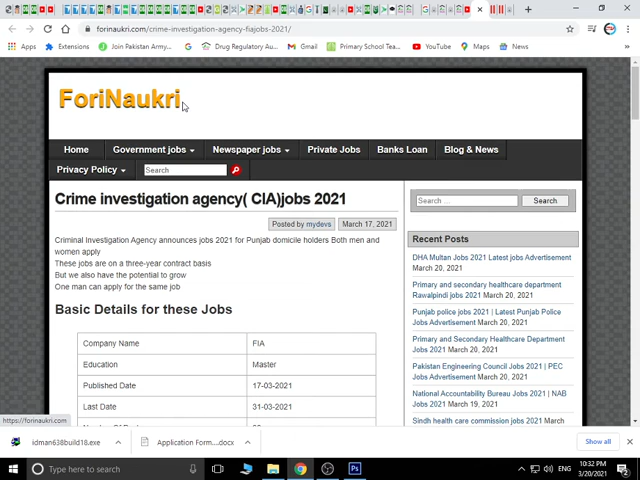 forinaukri.com/crime-investigation-agency-fiajobs-2021/
Apps
Extensions
Join Pakistan Army...
Drug Regulatory Au...
Gmail
Primary School Tea...
YouTube
Maps
News
ForiNaukri
Home
Government jobs
Newspaper jobs
Private Jobs
Banks Loan
Blog & News
Privacy Policy
Search
Crime investigation agency( CIA)jobs 2021
Posted by mydevs
March 17, 2021
Criminal Investigation Agency announces jobs 2021 for Punjab domicile holders Both men and
women apply
These jobs are on a three-year contract basis
But we also have the potential to grow
One man can apply for the same job
Basic Details for these Jobs
Company Name FIA
Education Master
Published Date 17-03-2021
Last Date 31-03-2021
Search ...
Search
Recent Posts
DHA Multan Jobs 2021 Latest jobs Advertisement
March 20, 2021
Primary and secondary healthcare department
Rawalpindi jobs 2021 March 20, 2021
Punjab police jobs 2021 | Latest Punjab Police
Jobs Advertisement March 20, 2021
Primary and Secondary Healthcare Department
Jobs 2021 March 20, 2021
Pakistan Engineering Council Jobs 2021 | PEC
Jobs Advertisement March 20, 2021
National Accountability Bureau Jobs 2021 | NAB
Jobs 2021 March 19, 2021
Sindh health care commission jobs 2021
https://forinaukri.com
idman638build18.exe
Application Form....docx
Show all
Type here to search
ENG
10:32 PM
3/20/2021